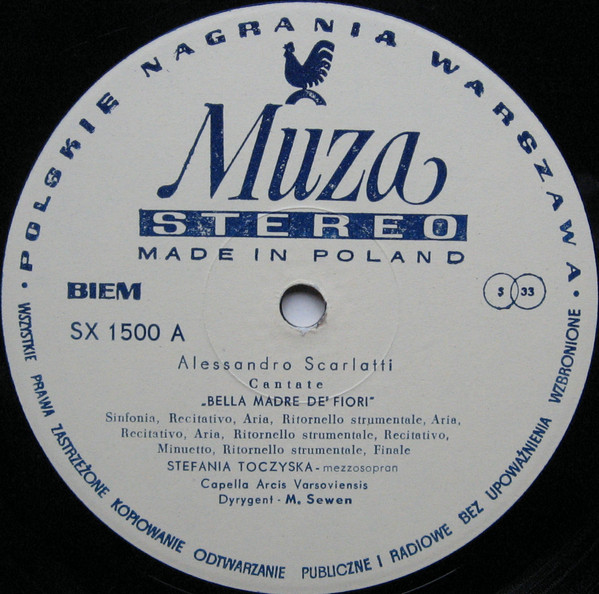 • POLSKIE NAGRANIA WARSZAWA •
Muza
STEREO
MADE IN POLAND
BIEM
S 33
SX 1500 A
Alessandro Scarlatti
Cantate
„BELLA MADRE DE' FIORI"
Sinfonia, Recitativo, Aria, Ritornello strumentale, Aria,
Recitativo, Aria, Ritornello strumentale, Recitativo,
Minuetto, Ritornello strumentale, Finale
STEFANIA TOCZYSKA - mezzosopran
Capella Arcis Varsoviensis
Dyrygent - M. Sewen
WSZYSTKIE PRAWA ZASTRZEŻONE KOPIOWANIE ODTWARZANIE PUBLICZNE I RADIOWE BEZ UPOWAŻNIENIA WZBRONIONE